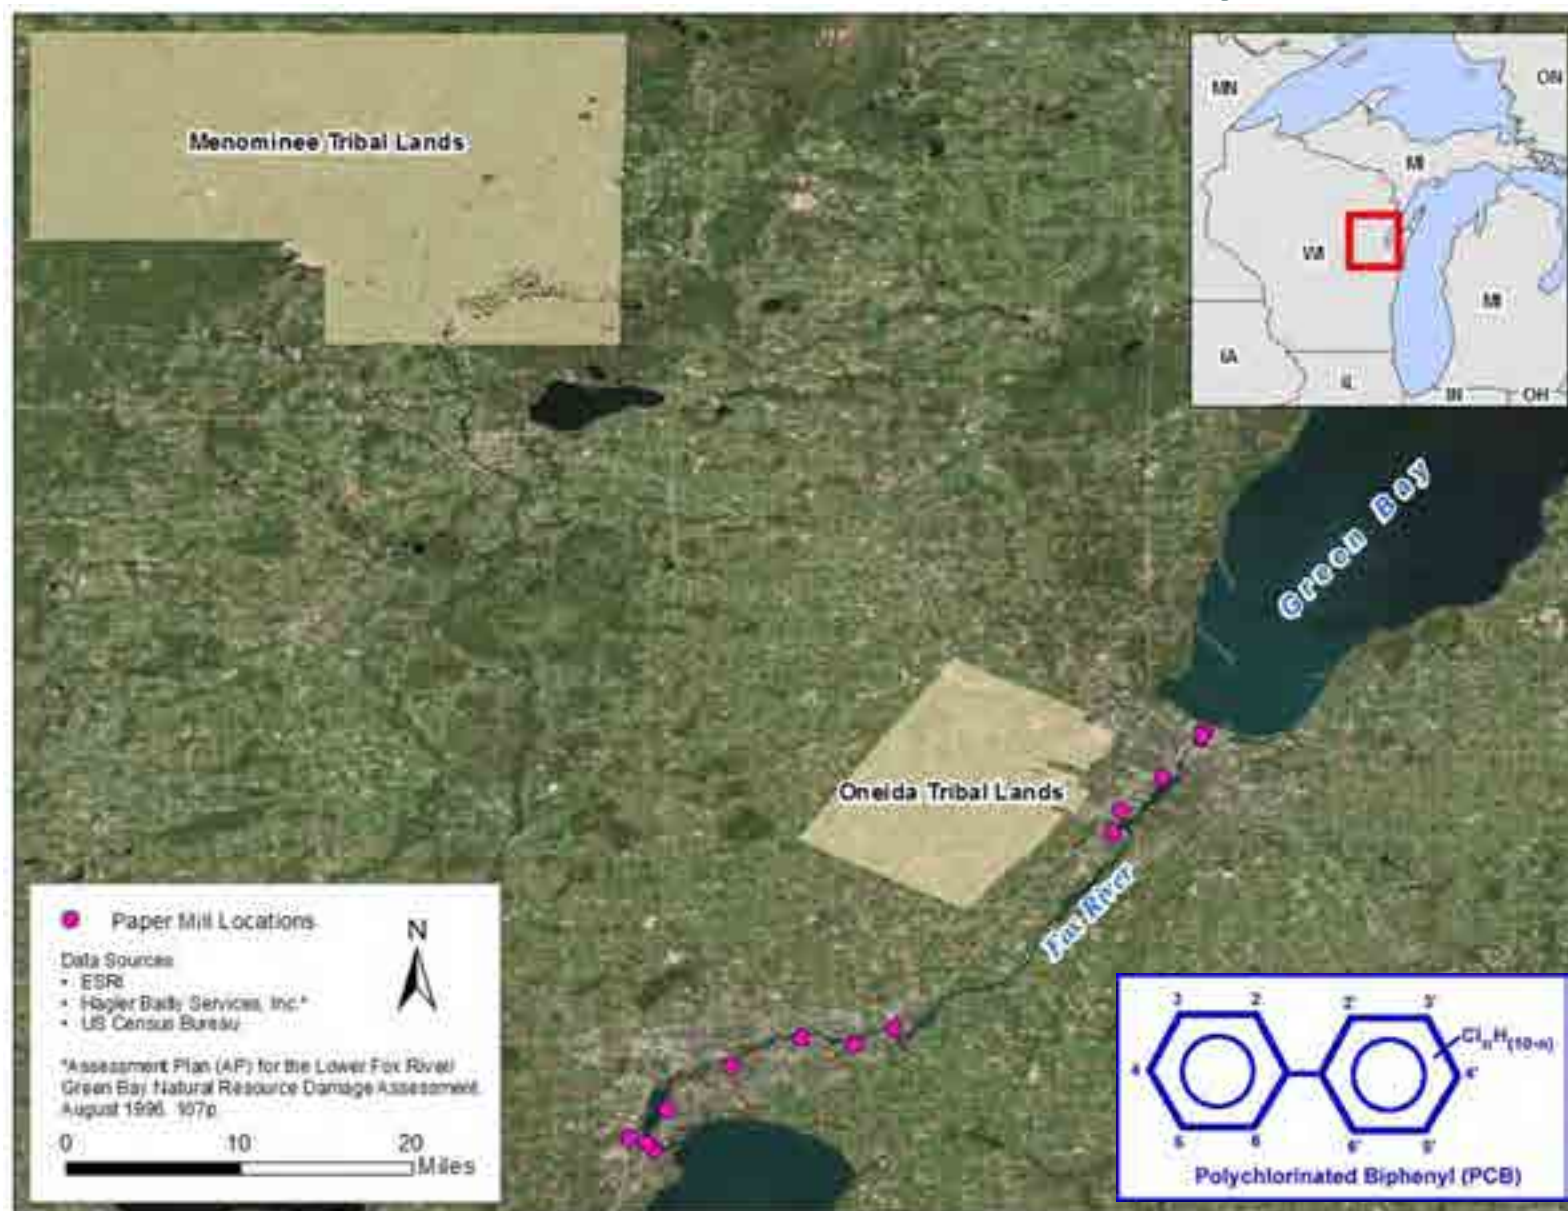 Menominee Tribal Lands
MN
ON
MI
WI
MI
IA
IL
IN
OH
Green Bay
Oneida Tribal Lands
Fox River
Paper Mill Locations
N
Data Sources
• ESRI
• Hagler Bailly Services, Inc.*
• US Census Bureau
*Assessment Plan (AP) for the Lower Fox River/
Green Bay Natural Resource Damage Assessment.
August 1996. 107p
0 10 20
Miles
3 2 2' 3'
ClnH(10-n)
4 4'
5 6 6' 5'
Polychlorinated Biphenyl (PCB)